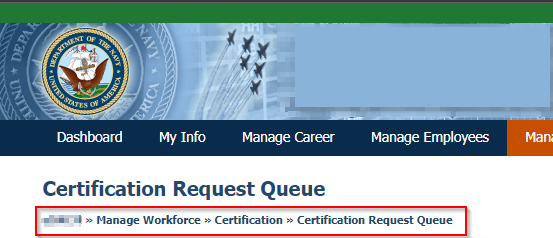 DEPARTMENT OF THE NAVY
UNITED STATES OF AMERICA
Dashboard My Info Manage Career Manage Employees
Certification Request Queue
» Manage Workforce » Certification » Certification Request Queue